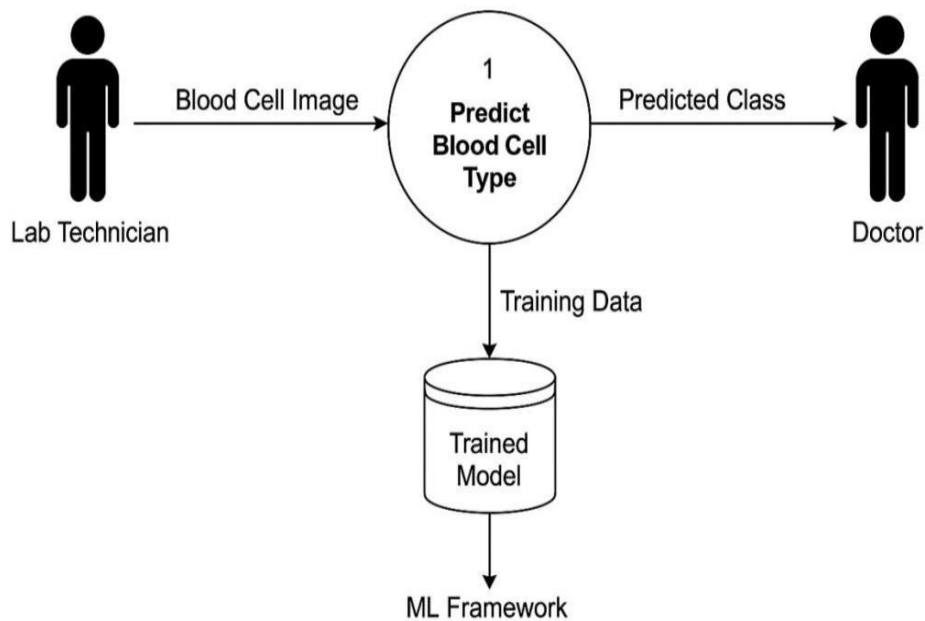 Blood Cell Image
1
Predict
Blood Cell
Type
Predicted Class
Lab Technician
Doctor
Training Data
Trained
Model
ML Framework